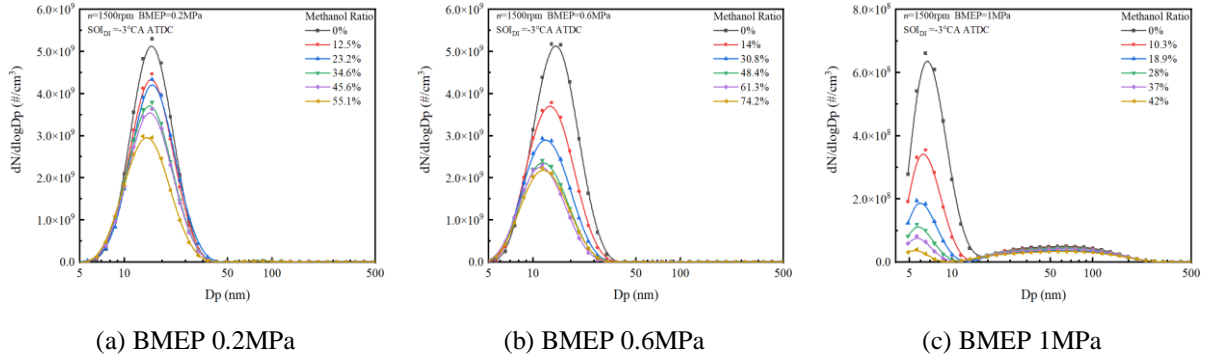 n=1500rpm BMEP=0.2MPa
SOI_DI =-3°CA ATDC
Methanol Ratio
0%
12.5%
23.2%
34.6%
45.6%
55.1%
dN/dlogDp (#/cm³)
6.0×10⁹
5.0×10⁹
4.0×10⁹
3.0×10⁹
2.0×10⁹
1.0×10⁹
0.0
5 10 50 100 500
Dp (nm)
(a) BMEP 0.2MPa
n=1500rpm BMEP=0.6MPa
SOI_DI =-3°CA ATDC
Methanol Ratio
0%
14%
30.8%
48.4%
61.3%
74.2%
dN/dlogDp (#/cm³)
6.0×10⁹
5.0×10⁹
4.0×10⁹
3.0×10⁹
2.0×10⁹
1.0×10⁹
0.0
5 10 50 100 500
Dp (nm)
(b) BMEP 0.6MPa
n=1500rpm BMEP=1MPa
SOI_DI =-3°CA ATDC
Methanol Ratio
0%
10.3%
18.9%
28%
37%
42%
dN/dlogDp (#/cm³)
8.0×10⁸
6.0×10⁸
4.0×10⁸
2.0×10⁸
0.0
5 10 50 100 500
Dp (nm)
(c) BMEP 1MPa